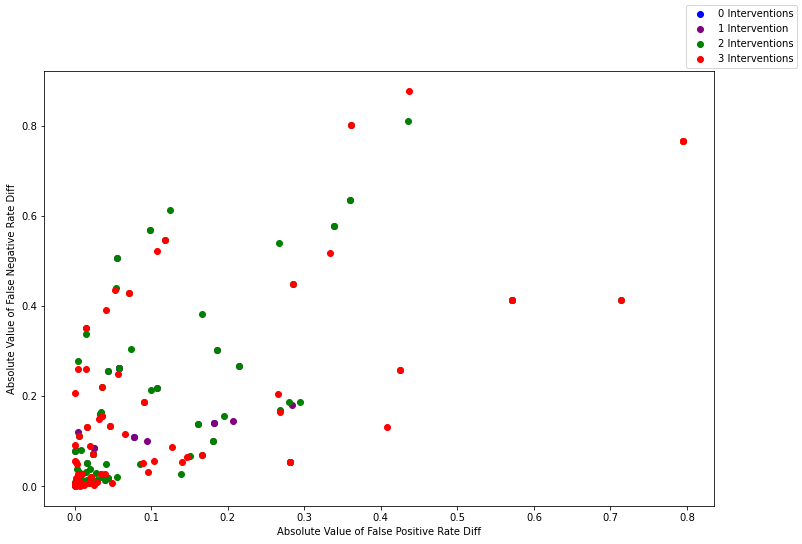 0 Interventions
1 Intervention
2 Interventions
3 Interventions
Absolute Value of False Negative Rate Diff
0.8
0.6
0.4
0.2
0.0
0.0 0.1 0.2 0.3 0.4 0.5 0.6 0.7 0.8
Absolute Value of False Positive Rate Diff